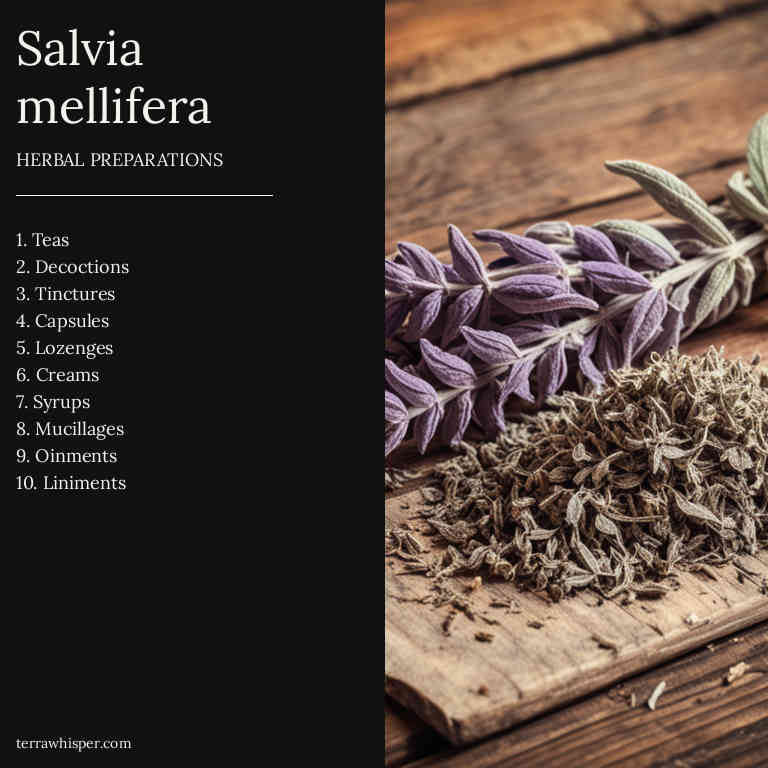 Salvia
mellifera
HERBAL PREPARATIONS
1. Teas
2. Decoctions
3. Tinctures
4. Capsules
5. Lozenges
6. Creams
7. Syrups
8. Mucillages
9. Oinments
10. Liniments
terrawhisper.com